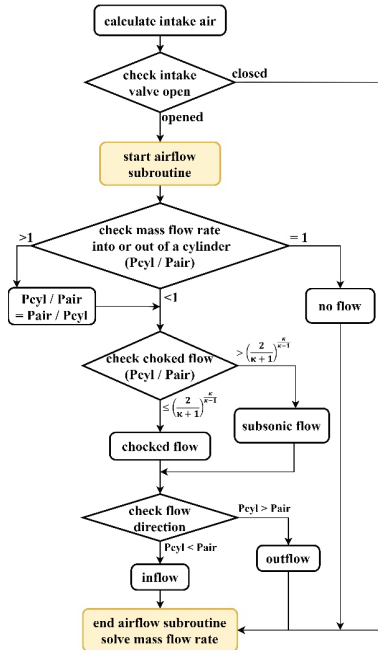 calculate intake air
check intake
valve open
closed
opened
start airflow
subroutine
check mass flow rate
into or out of a cylinder
(Pcyl / Pair)
>1
= 1
<1
Pcyl / Pair
= Pair / Pcyl
no flow
check choked flow
(Pcyl / Pair)
> (2/(κ+1))^(κ/(κ−1))
≤ (2/(κ+1))^(κ/(κ−1))
subsonic flow
chocked flow
check flow
direction
Pcyl > Pair
Pcyl < Pair
outflow
inflow
end airflow subroutine
solve mass flow rate